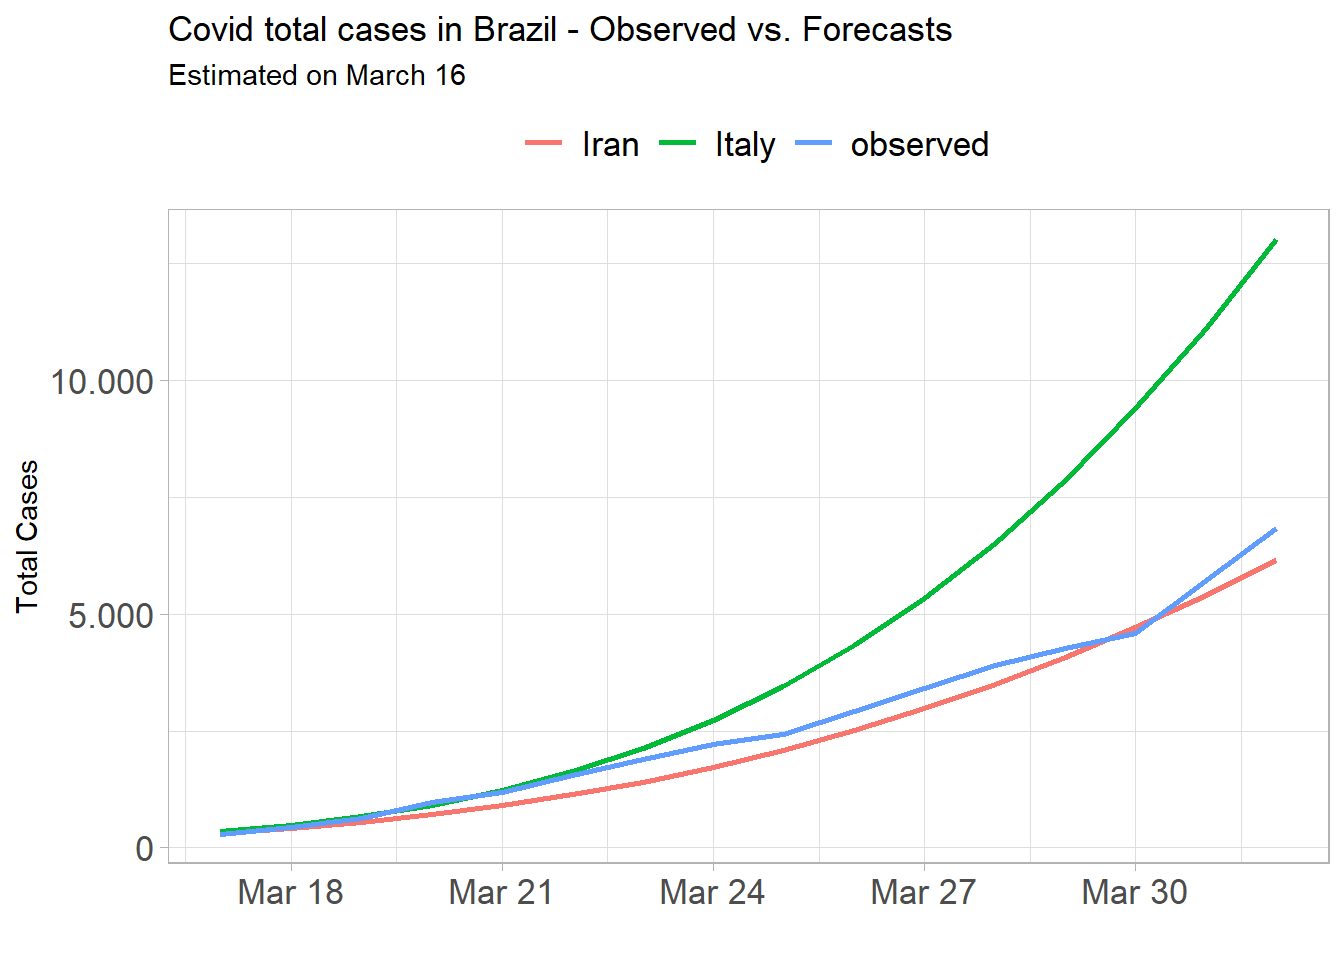 Covid total cases in Brazil - Observed vs. Forecasts
Estimated on March 16
Iran Italy observed
Total Cases
10.000
5.000
0
Mar 18 Mar 21 Mar 24 Mar 27 Mar 30